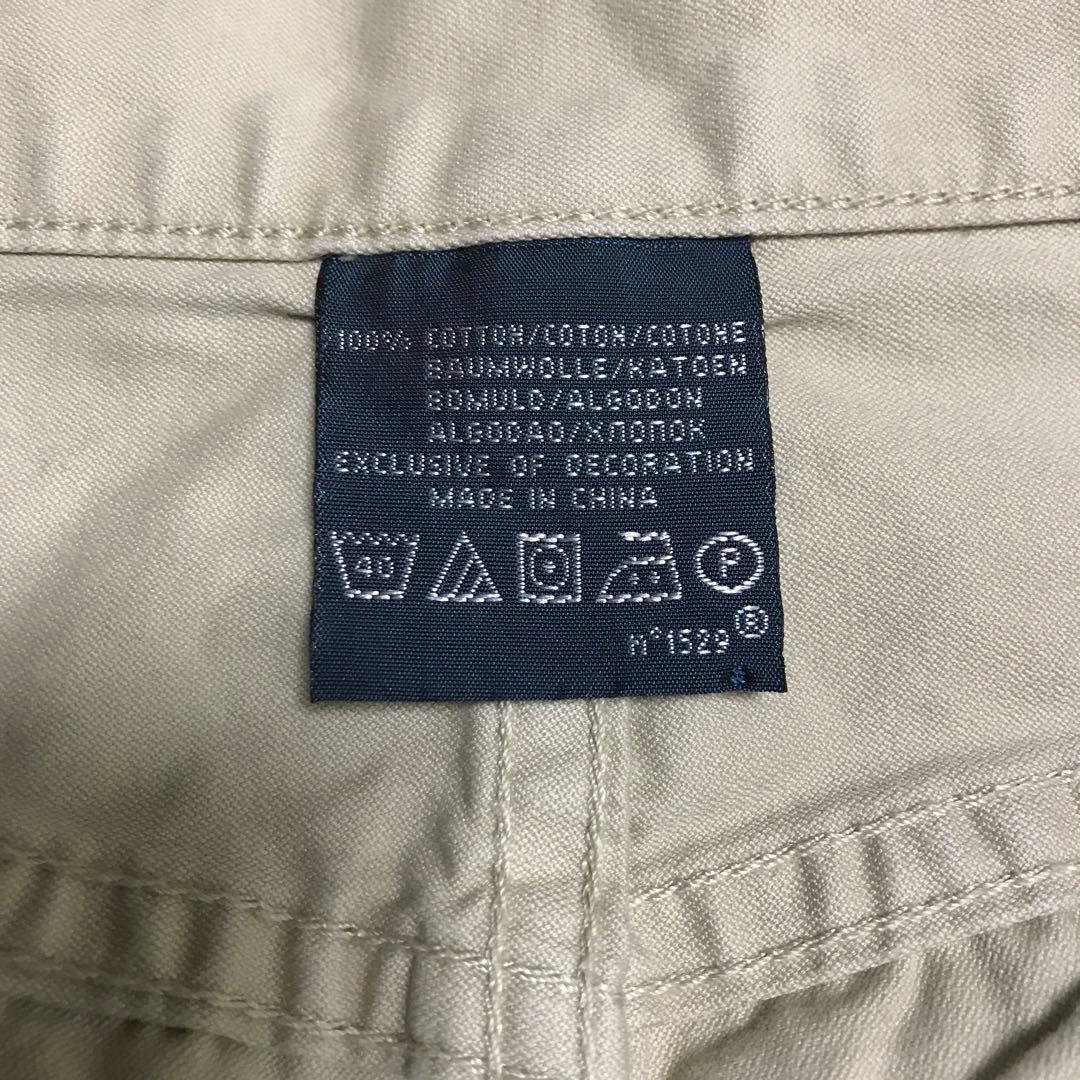 100% COTTON/COTON/COTONE
BAUMWOLLE/KATOEN
BOMULD/ALGODON
ALGODAO/ХЛОПОК
EXCLUSIVE OF DECORATION
MADE IN CHINA
40
P
M°1529 ®